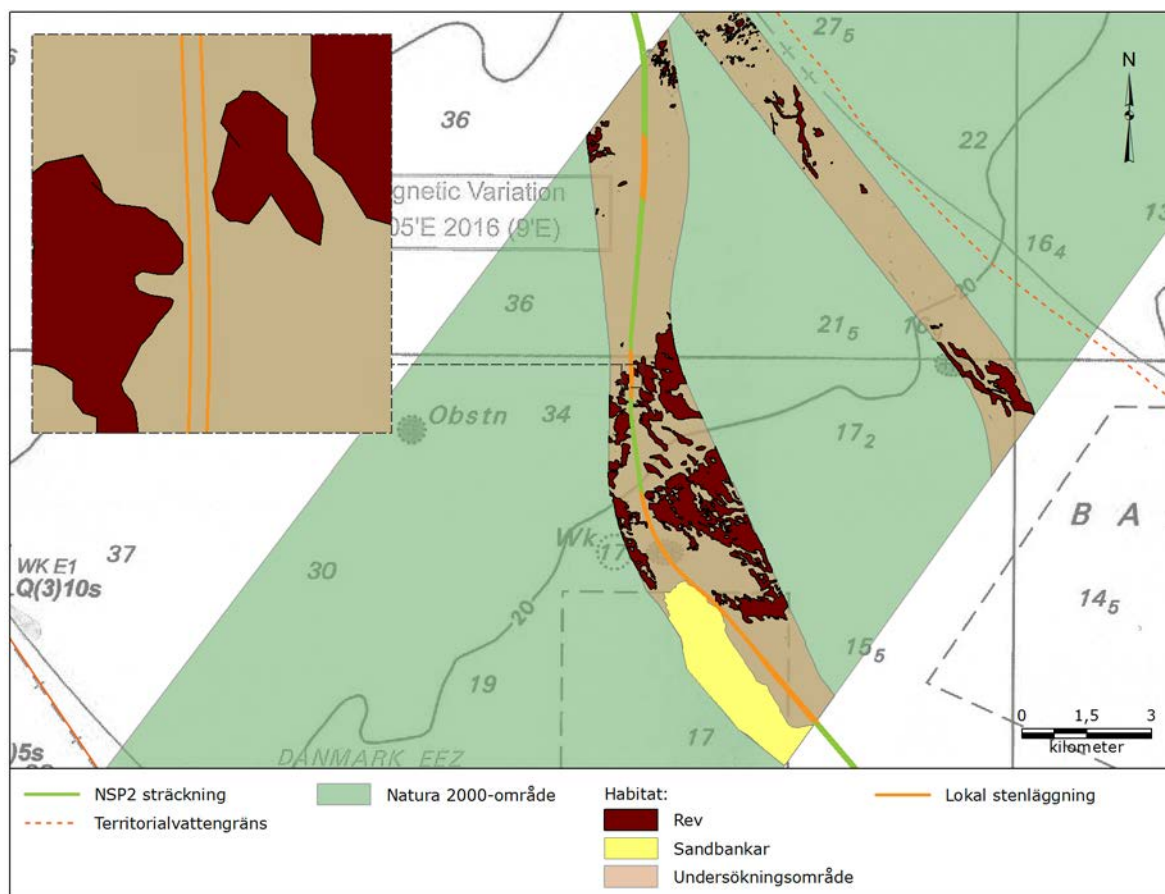 27₅
N
36
22
gnetic Variation
05'E 2016 (9'E)
13
16₄
20
36
21₅
16
Obstn
34
17₂
B A
Wk
17
37
WK E1
Q(3)10s
30
14₅
20
15₅
19
17
0 1,5 3
kilometer
)5s
DANMARK EEZ
NSP2 sträckning
Territorialvattengräns
Natura 2000-område
Habitat:
Rev
Sandbankar
Undersökningsområde
Lokal stenläggning